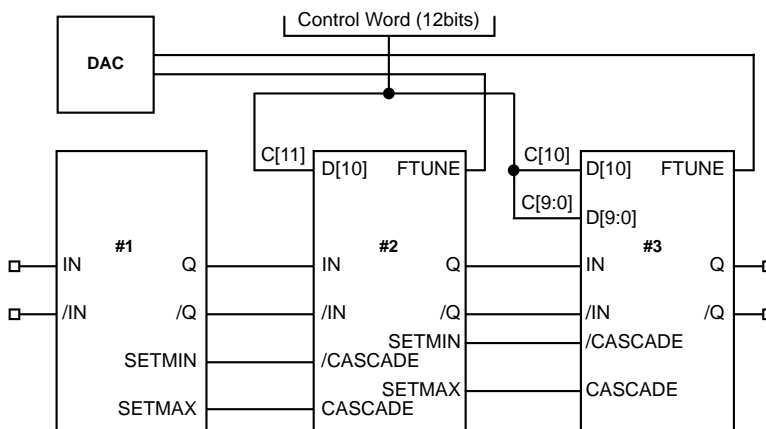 Control Word (12bits)
DAC
C[11] D[10] FTUNE C[10] D[10] FTUNE
C[9:0] D[9:0]
#1 #2 #3
IN Q IN Q IN Q
/IN /Q /IN /Q /IN /Q
SETMIN /CASCADE
SETMIN /CASCADE
SETMAX CASCADE
SETMAX CASCADE